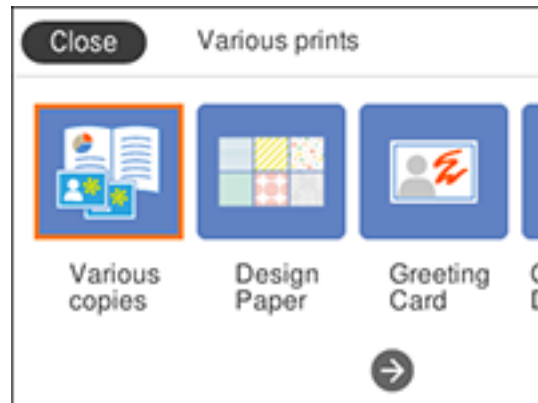 Close
Various prints
Various
copies
Design
Paper
Greeting
Card